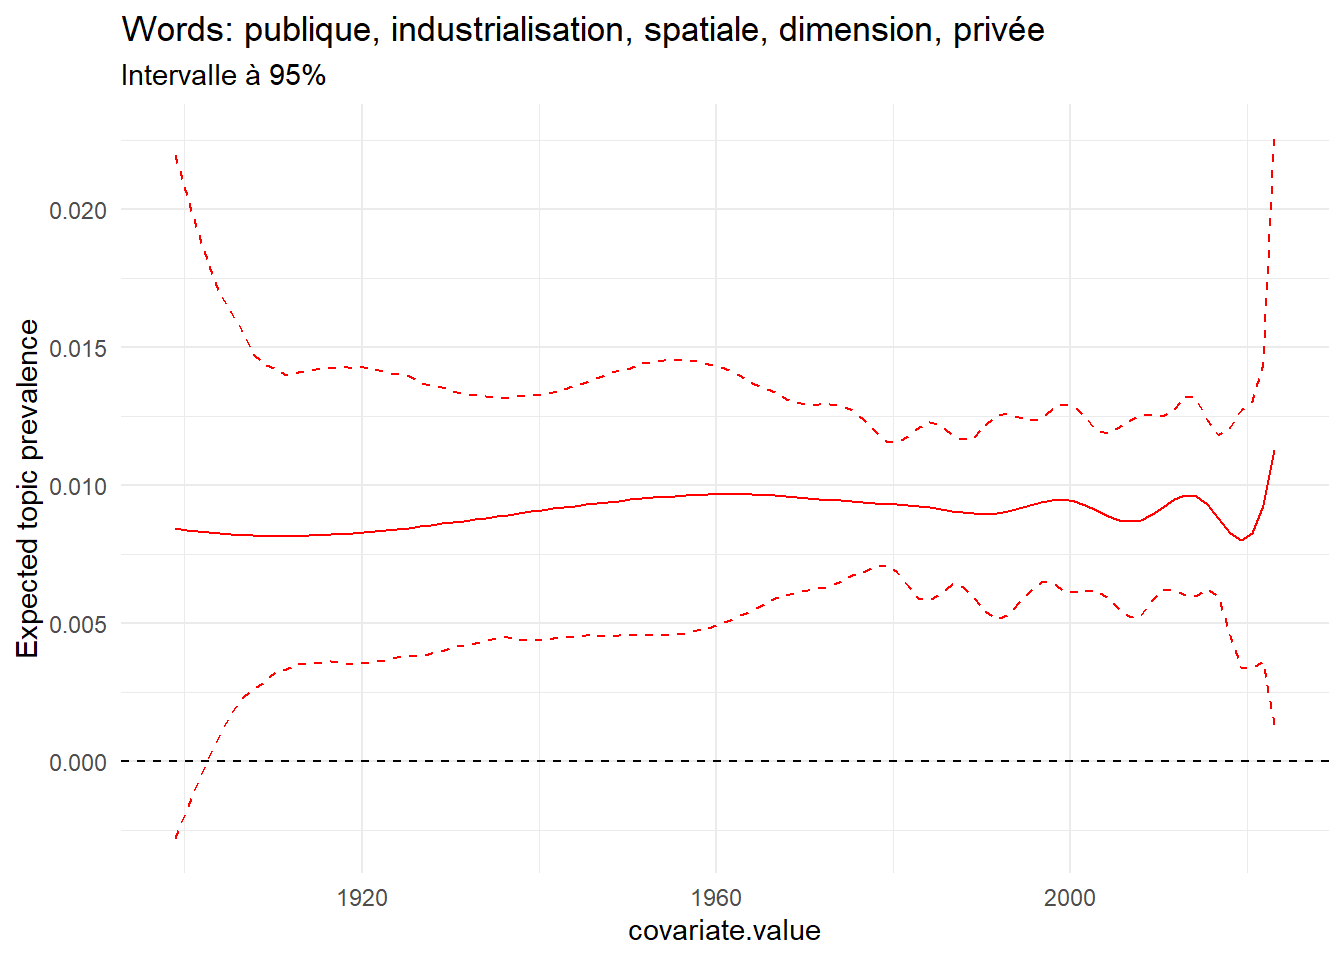 Words: publique, industrialisation, spatiale, dimension, privée
Intervalle à 95%
Expected topic prevalence
0.020
0.015
0.010
0.005
0.000
1920
1960
2000
covariate.value